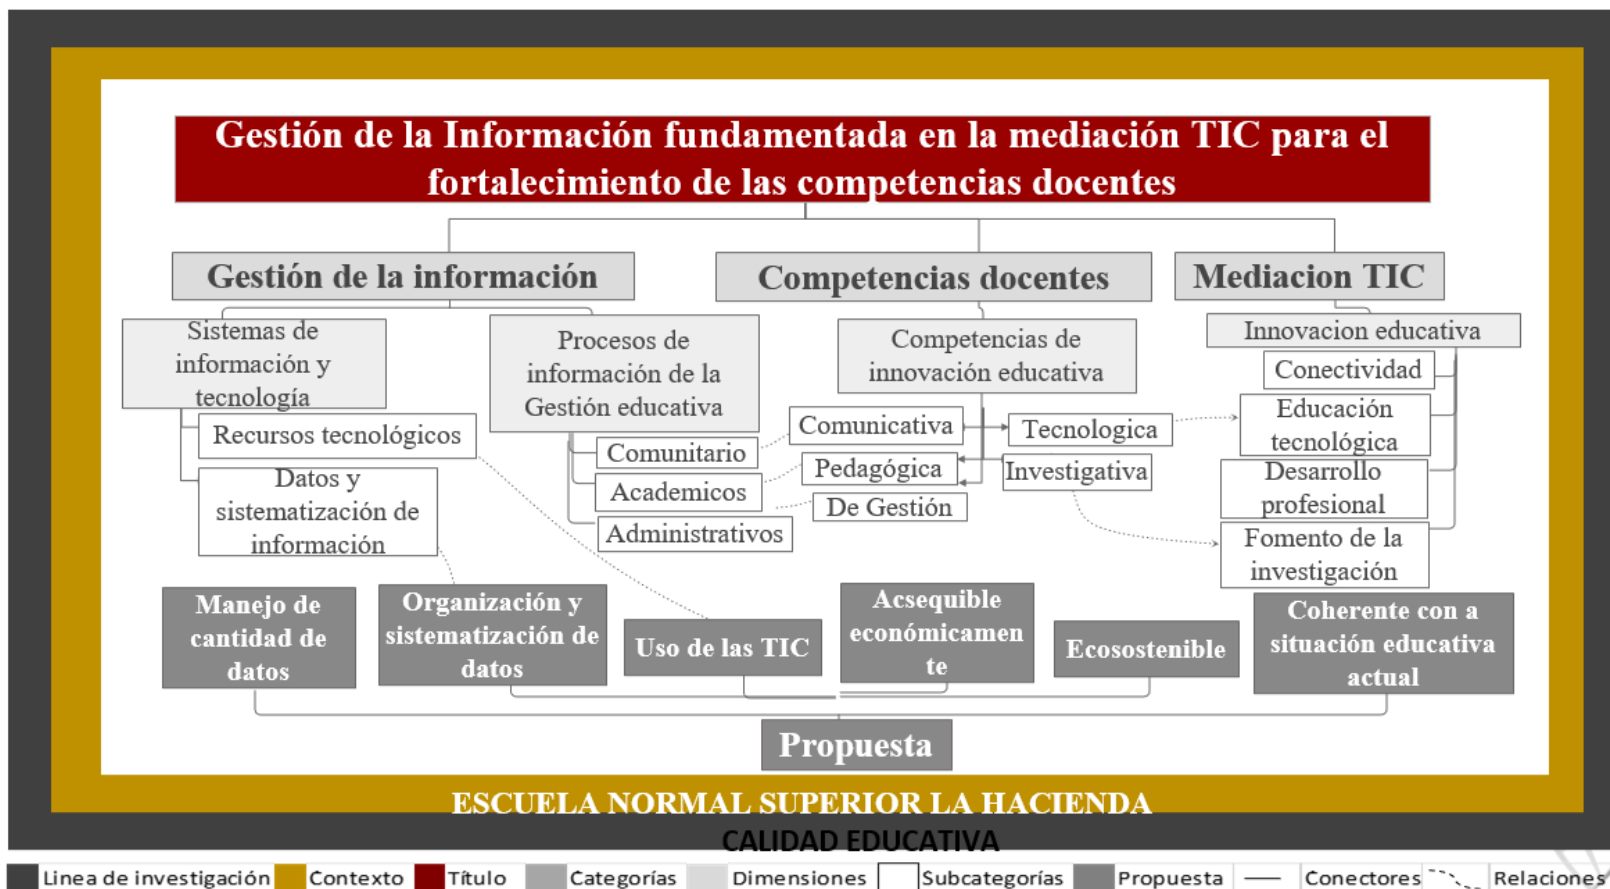 Gestión de la Información fundamentada en la mediación TIC para el
fortalecimiento de las competencias docentes
Gestión de la información
Competencias docentes
Mediacion TIC
Sistemas de
información y
tecnología
Procesos de
información de la
Gestión educativa
Competencias de
innovación educativa
Innovacion educativa
Recursos tecnológicos
Datos y
sistematización de
información
Comunitario
Academicos
Administrativos
Comunicativa
Pedagógica
De Gestión
Tecnologica
Investigativa
Conectividad
Educación
tecnológica
Desarrollo
profesional
Fomento de la
investigación
Manejo de
cantidad de
datos
Organización y
sistematización de
datos
Uso de las TIC
Acsequible
económicamen
te
Ecosostenible
Coherente con a
situación educativa
actual
Propuesta
ESCUELA NORMAL SUPERIOR LA HACIENDA
CALIDAD EDUCATIVA
Linea de investigación Contexto Título Categorías Dimensiones Subcategorías Propuesta Conectores Relaciones